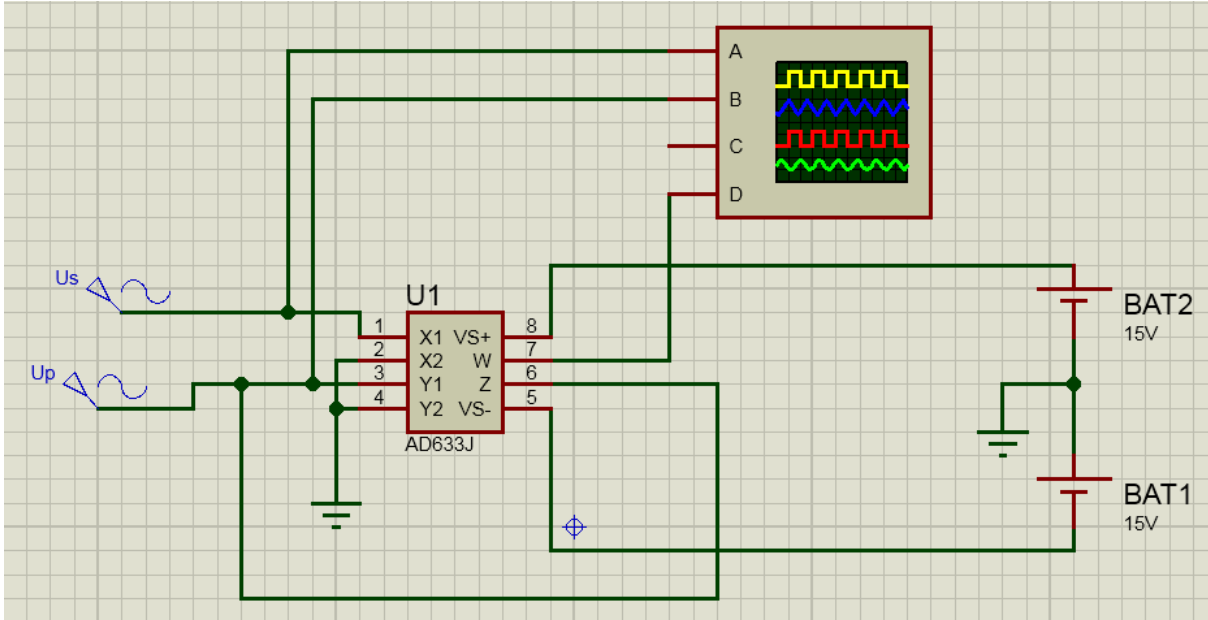 A
B
C
D
Us
Up
U1
1 X1 VS+ 8
2 X2 W 7
3 Y1 Z 6
4 Y2 VS- 5
AD633J
BAT2
15V
BAT1
15V